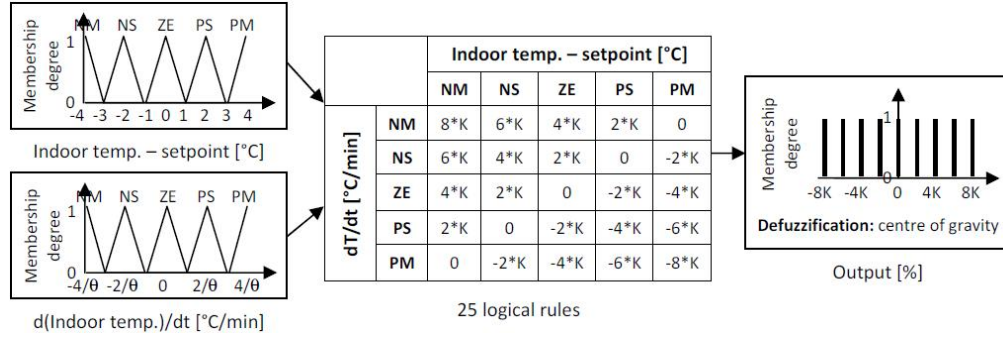 NM NS ZE PS PM
Membership degree
1
0
-4 -3 -2 -1 0 1 2 3 4
Indoor temp. – setpoint [°C]
NM NS ZE PS PM
Membership degree
1
0
-4/θ -2/θ 0 2/θ 4/θ
d(Indoor temp.)/dt [°C/min]
Indoor temp. – setpoint [°C]
NM NS ZE PS PM
dT/dt [°C/min]
NM 8*K 6*K 4*K 2*K 0
NS 6*K 4*K 2*K 0 -2*K
ZE 4*K 2*K 0 -2*K -4*K
PS 2*K 0 -2*K -4*K -6*K
PM 0 -2*K -4*K -6*K -8*K
25 logical rules
Membership degree
1
0
-8K -4K 0 4K 8K
Defuzzification: centre of gravity
Output [%]